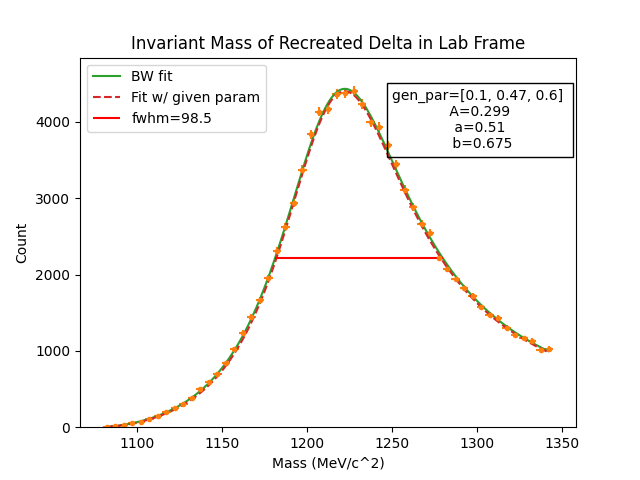 Invariant Mass of Recreated Delta in Lab Frame
BW fit
Fit w/ given param
fwhm=98.5
gen_par=[0.1, 0.47, 0.6]
A=0.299
a=0.51
b=0.675
Count
4000
3000
2000
1000
0
1100
1150
1200
1250
1300
1350
Mass (MeV/c^2)